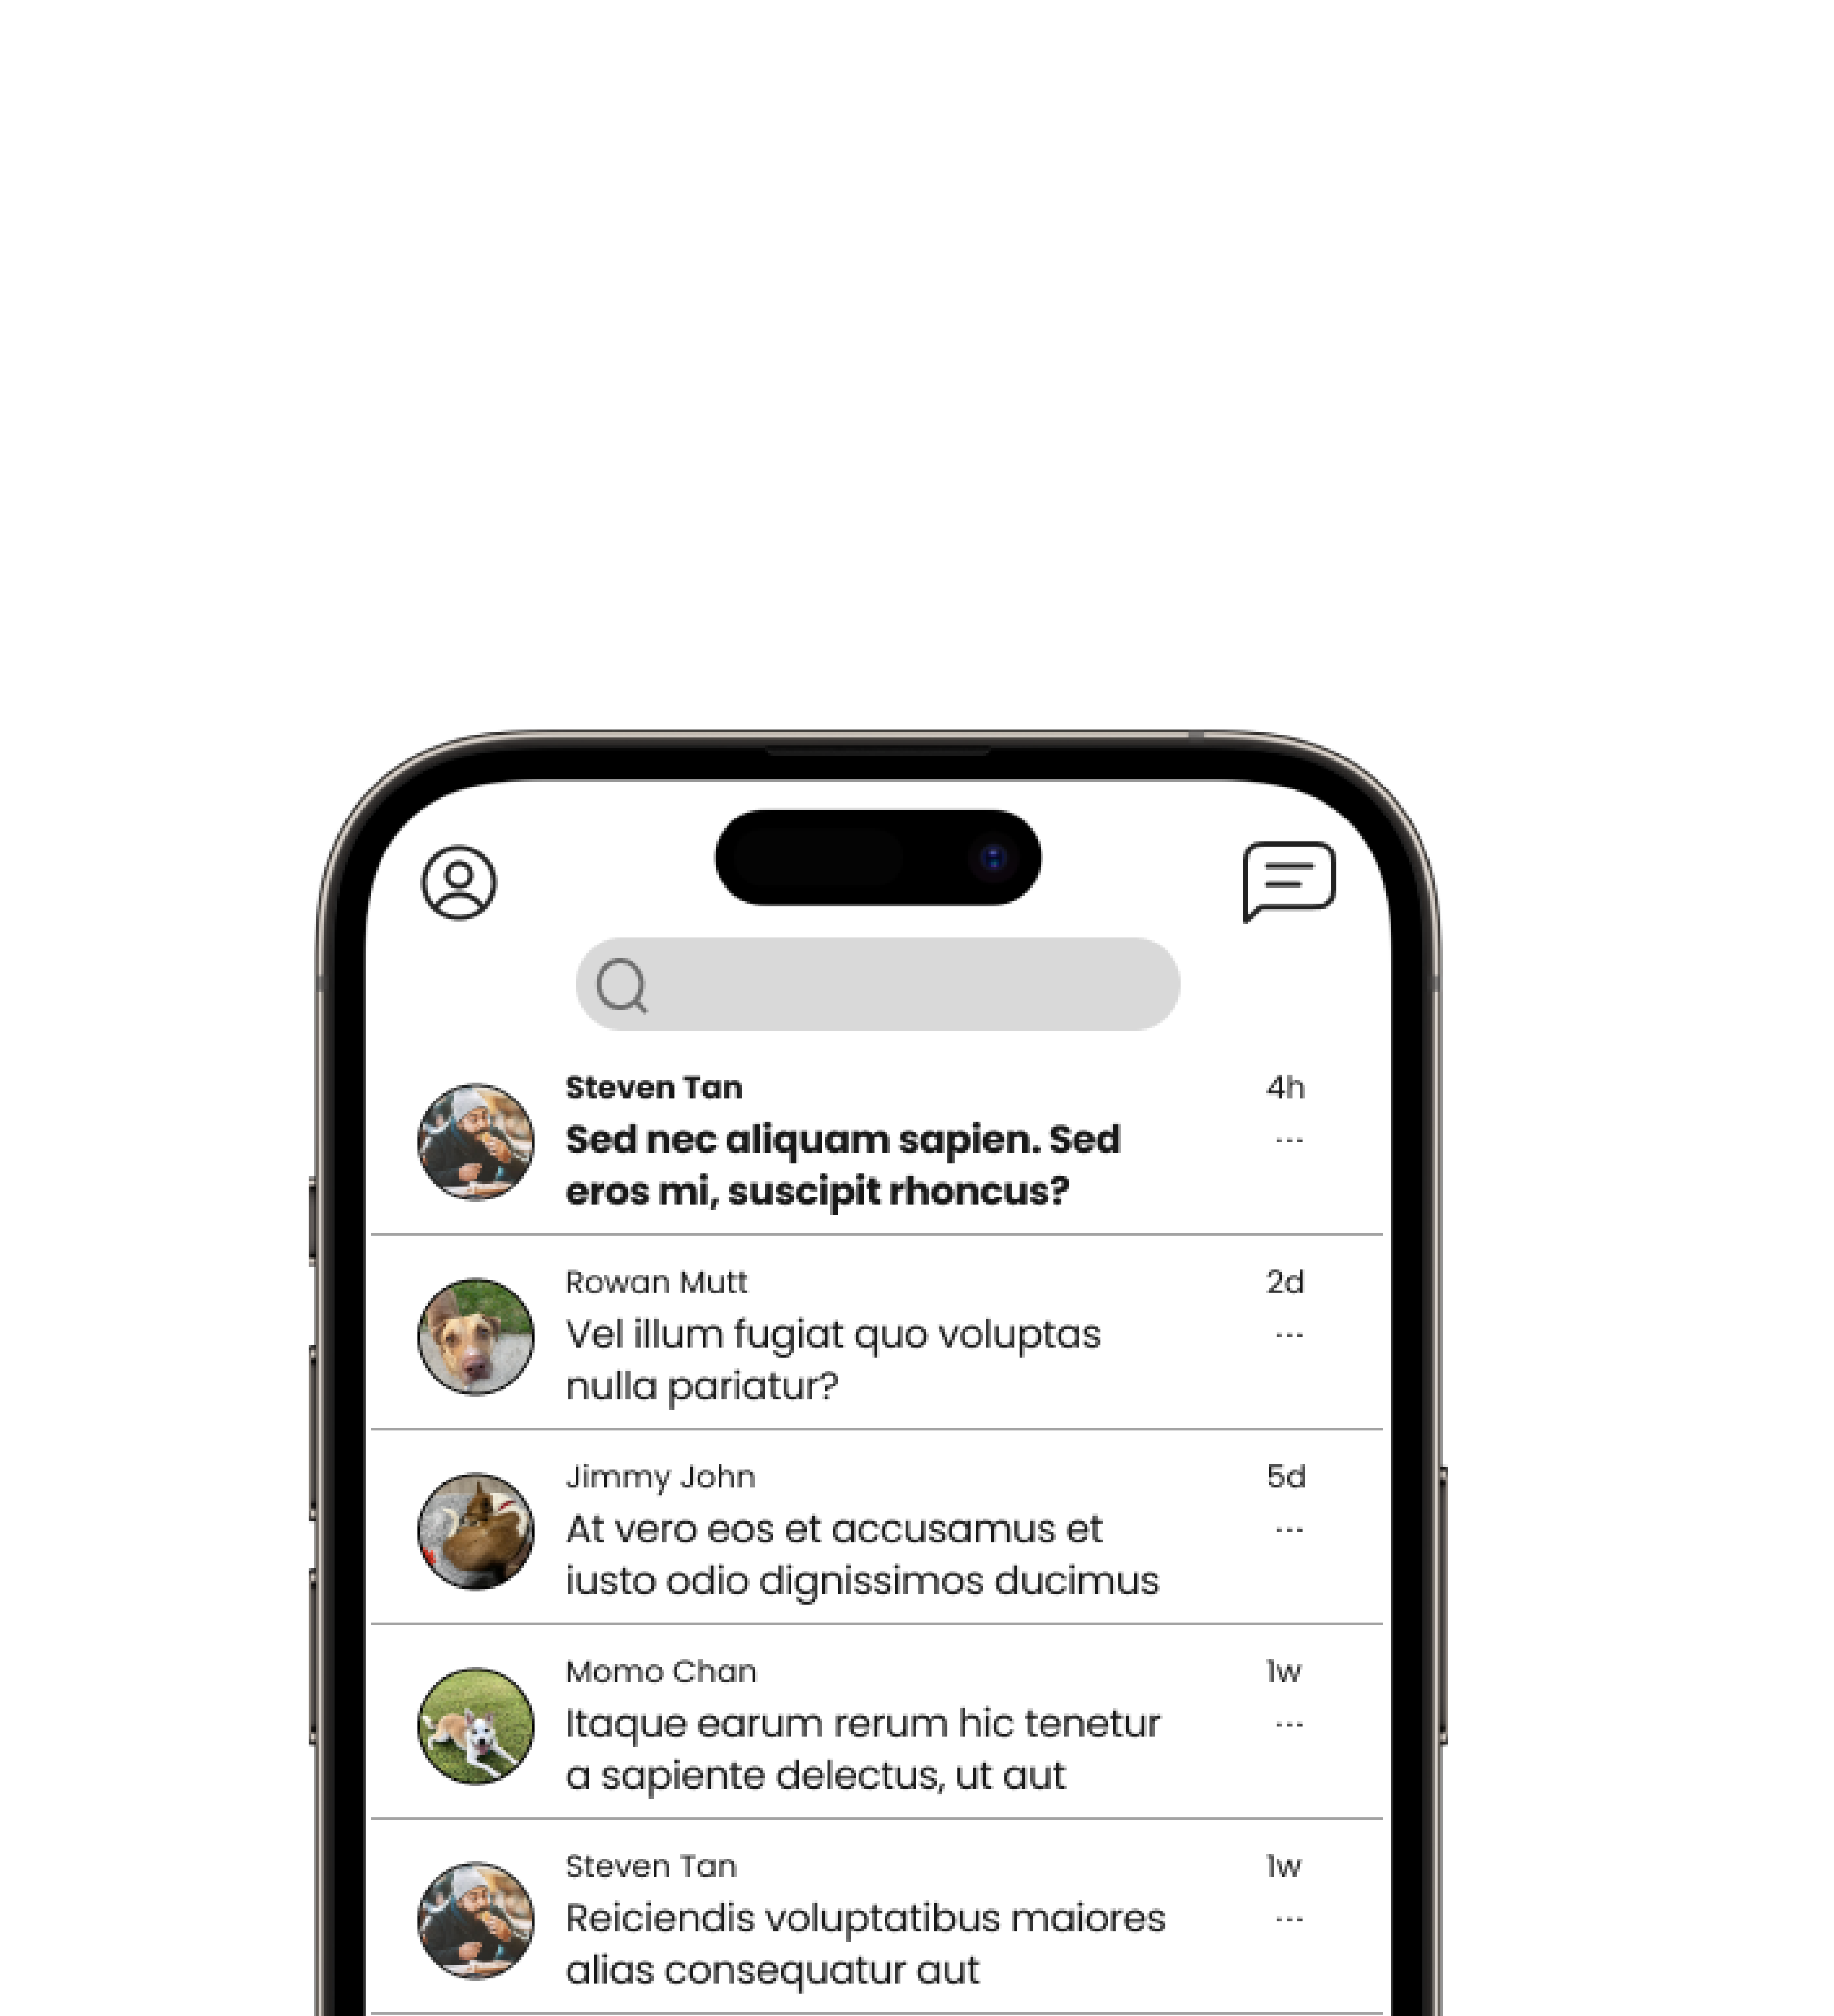 Steven Tan 4h
Sed nec aliquam sapien. Sed ...
eros mi, suscipit rhoncus?
Rowan Mutt 2d
Vel illum fugiat quo voluptas ...
nulla pariatur?
Jimmy John 5d
At vero eos et accusamus et ...
iusto odio dignissimos ducimus
Momo Chan 1w
Itaque earum rerum hic tenetur ...
a sapiente delectus, ut aut
Steven Tan 1w
Reiciendis voluptatibus maiores ...
alias consequatur aut